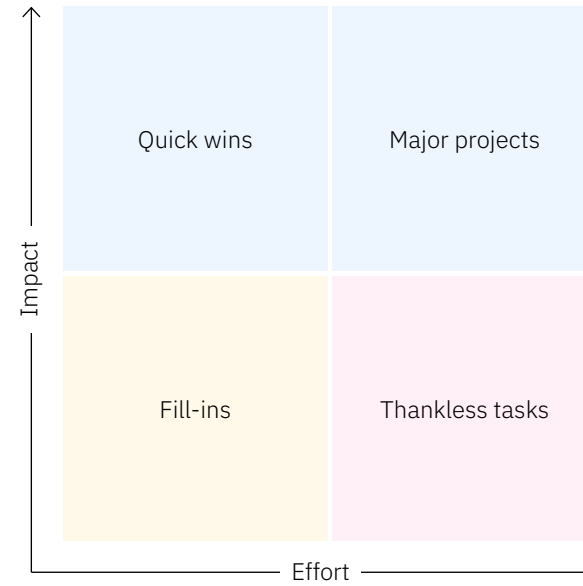 Quick wins
Major projects
Impact
Fill-ins
Thankless tasks
Effort